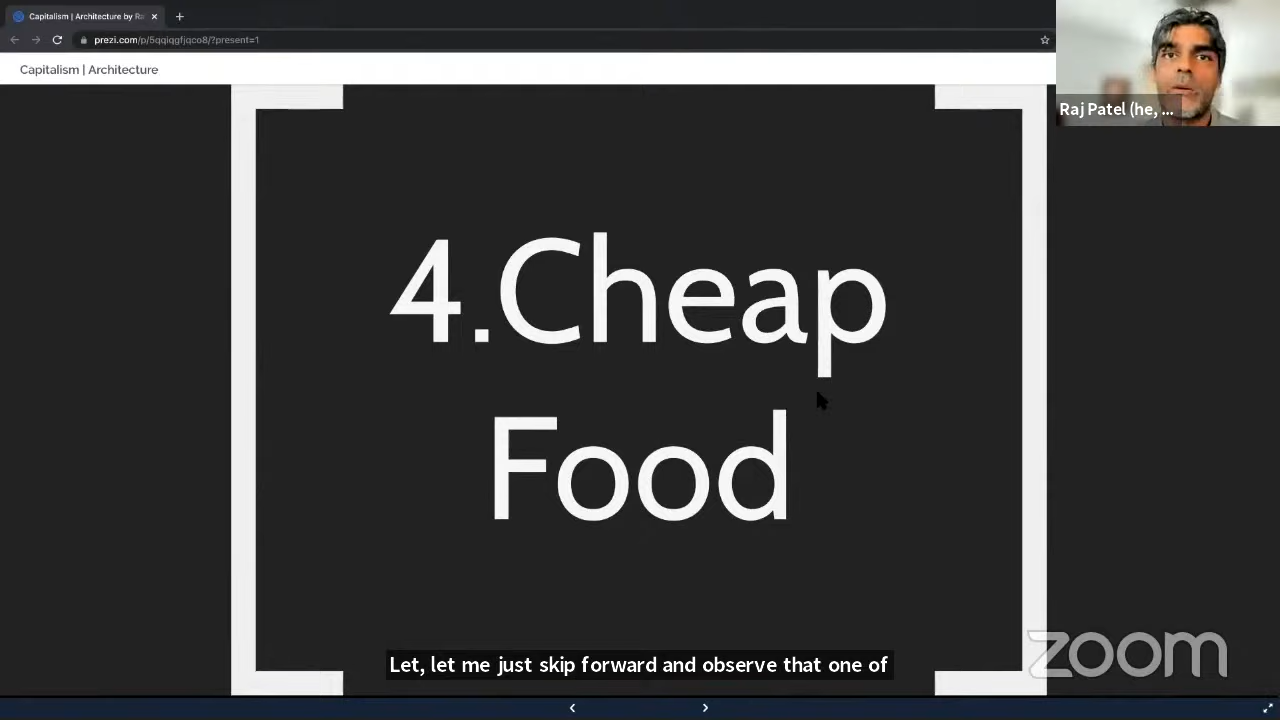 Capitalism | Architecture by Ra
prezi.com/p/5qqiqgfjqco8/?present=1
Capitalism | Architecture
Raj Patel (he, ...
4.Cheap
Food
Let, let me just skip forward and observe that one of
zoom